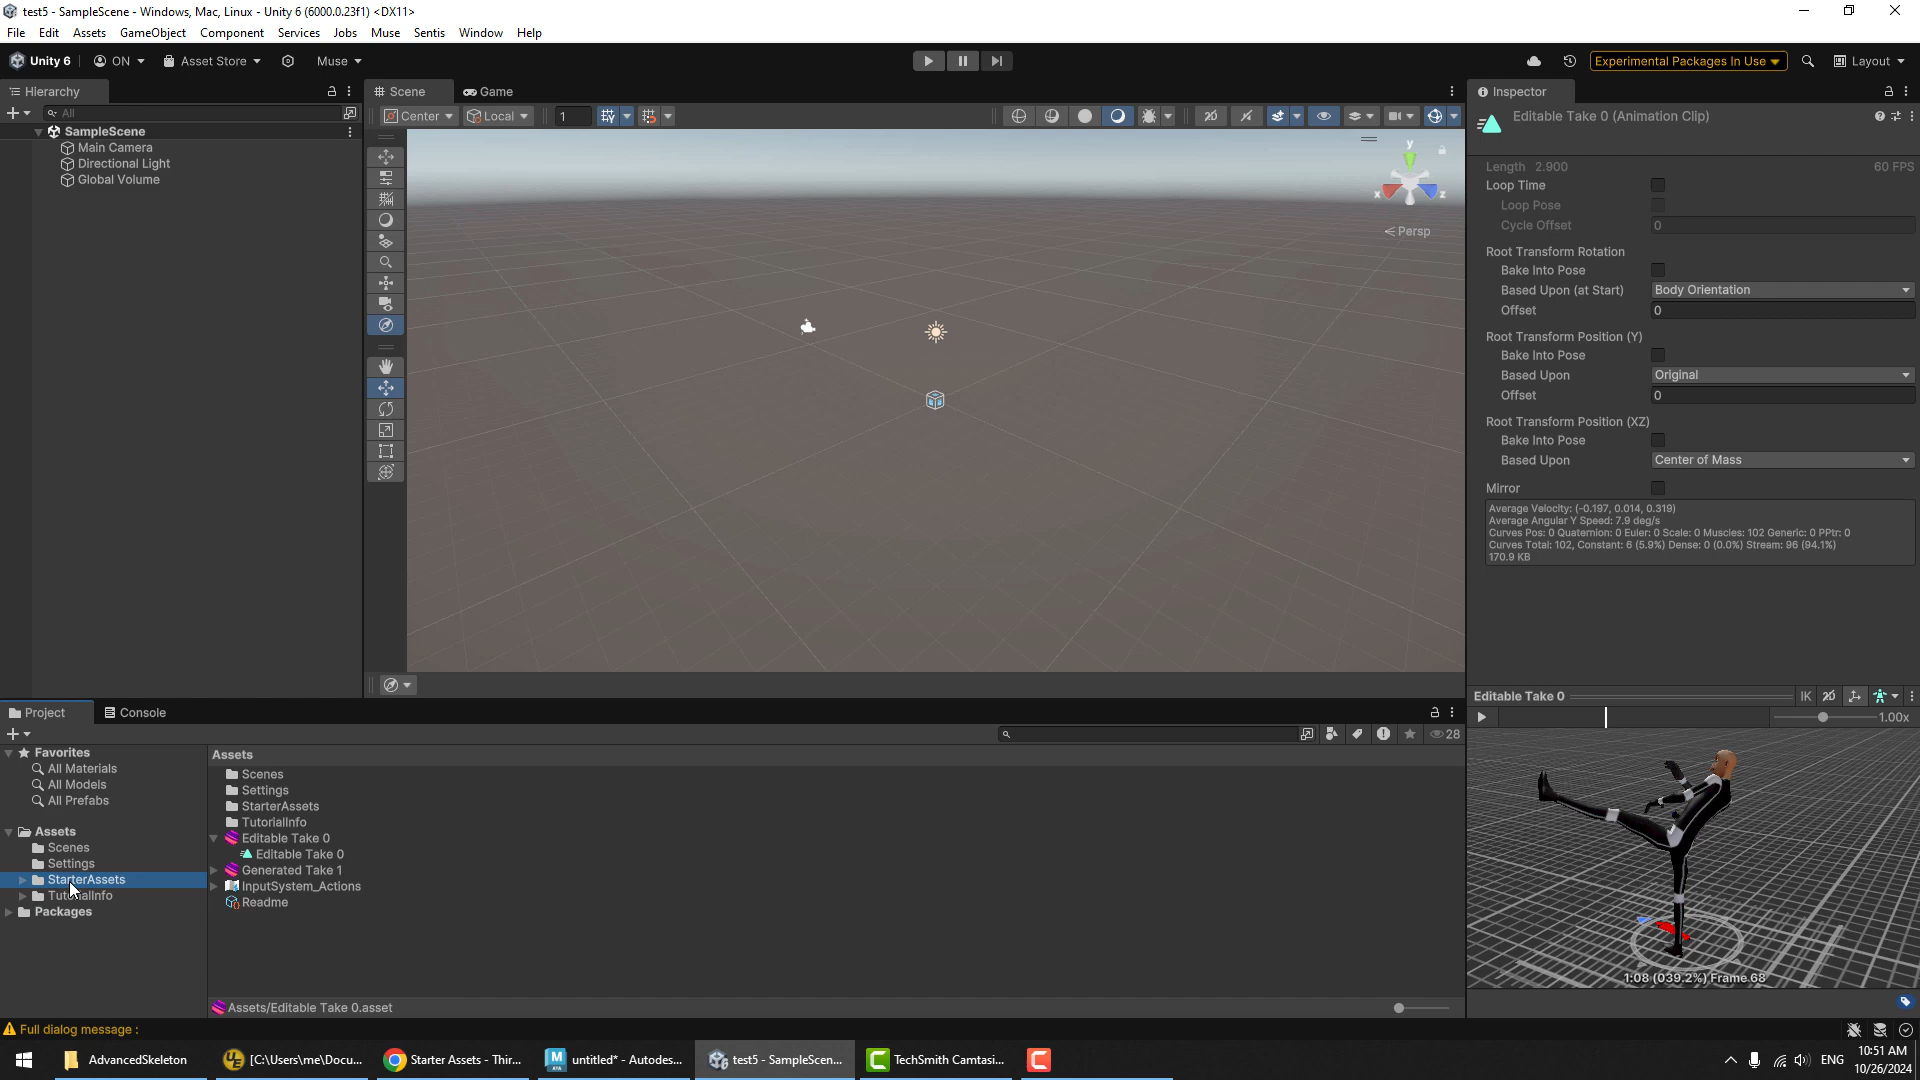 test5 - SampleScene - Windows, Mac, Linux - Unity 6 (6000.0.23f1) <DX11>
File Edit Assets GameObject Component Services Jobs Muse Sentis Window Help
Unity 6 ON Asset Store Muse Experimental Packages In Use Layout
Hierarchy
All
SampleScene
Main Camera
Directional Light
Global Volume
Scene Game
Center Local 1 2D
y
x z
Persp
Inspector
Editable Take 0 (Animation Clip)
Length 2.900 60 FPS
Loop Time
Loop Pose
Cycle Offset 0
Root Transform Rotation
Bake Into Pose
Based Upon (at Start) Body Orientation
Offset 0
Root Transform Position (Y)
Bake Into Pose
Based Upon Original
Offset 0
Root Transform Position (XZ)
Bake Into Pose
Based Upon Center of Mass
Mirror
Average Velocity: (-0.197, 0.014, 0.319)
Average Angular Y Speed: 7.9 deg/s
Curves Pos: 0 Quaternion: 0 Euler: 0 Scale: 0 Muscles: 102 Generic: 0 PPtr: 0
Curves Total: 102, Constant: 6 (5.9%) Dense: 0 (0.0%) Stream: 96 (94.1%)
170.9 KB
Editable Take 0 IK 2D
1.00x
1:08 (039.2%) Frame 68
Project Console
28
Favorites
All Materials
All Models
All Prefabs
Assets
Scenes
Settings
StarterAssets
TutorialInfo
Packages
Assets
Scenes
Settings
StarterAssets
TutorialInfo
Editable Take 0
Editable Take 0
Generated Take 1
InputSystem_Actions
Readme
Assets/Editable Take 0.asset
Full dialog message :
AdvancedSkeleton [C:\Users\me\Docu... Starter Assets - Thir... untitled* - Autodes... test5 - SampleScen... TechSmith Camtasi... ENG
10:51 AM
10/26/2024